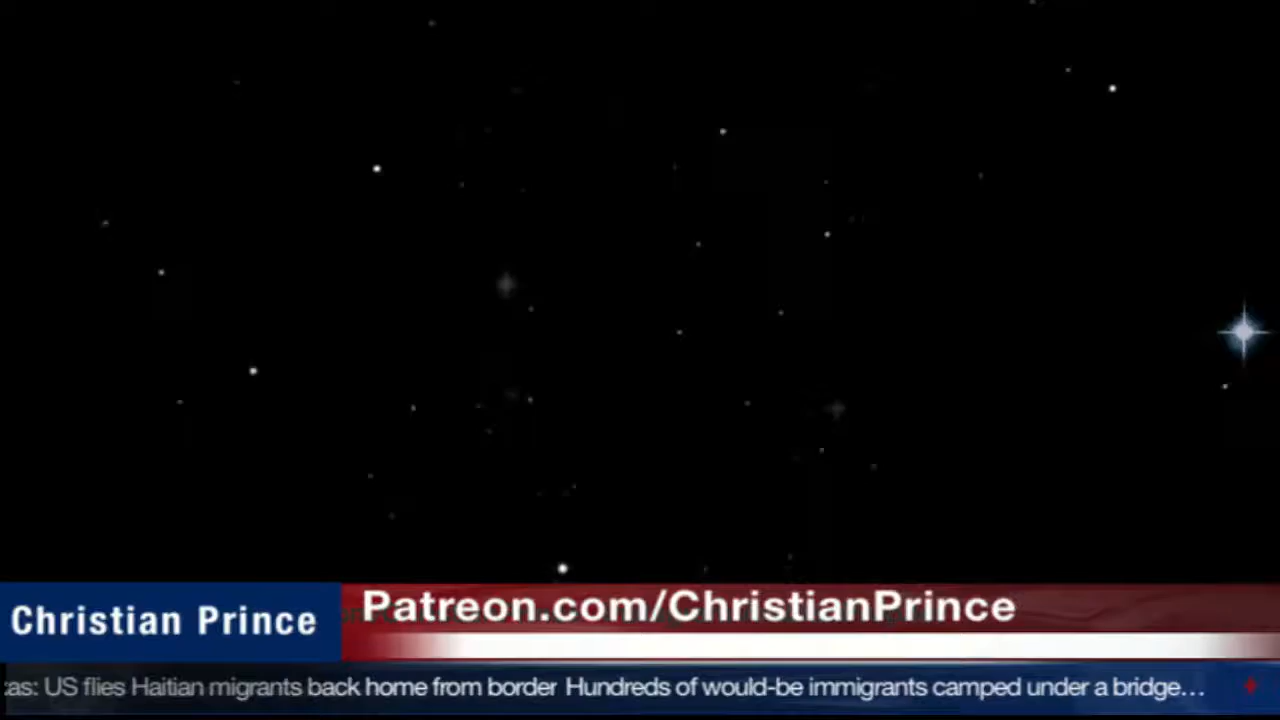 Christian Prince
Patreon.com/ChristianPrince
as: US flies Haitian migrants back home from border Hundreds of would-be immigrants camped under a bridge...